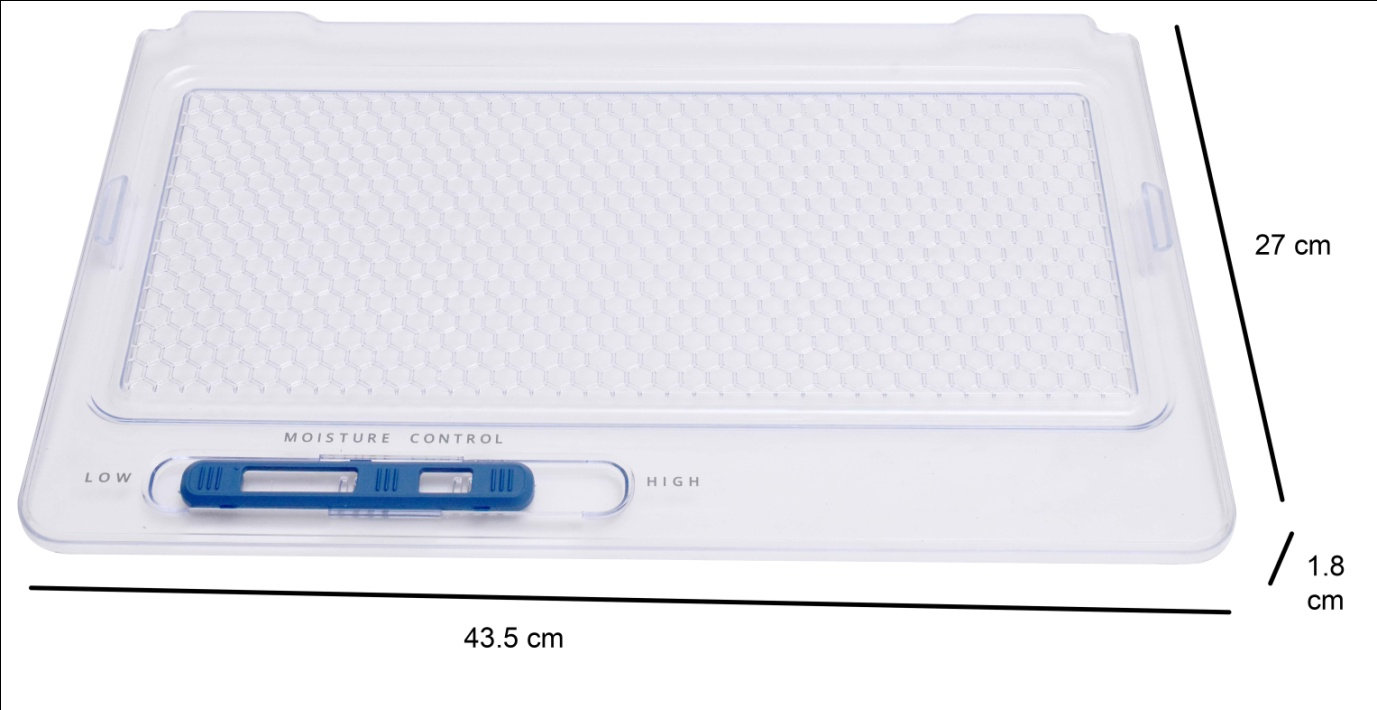 27 cm
MOISTURE CONTROL
LOW
HIGH
1.8
cm
43.5 cm